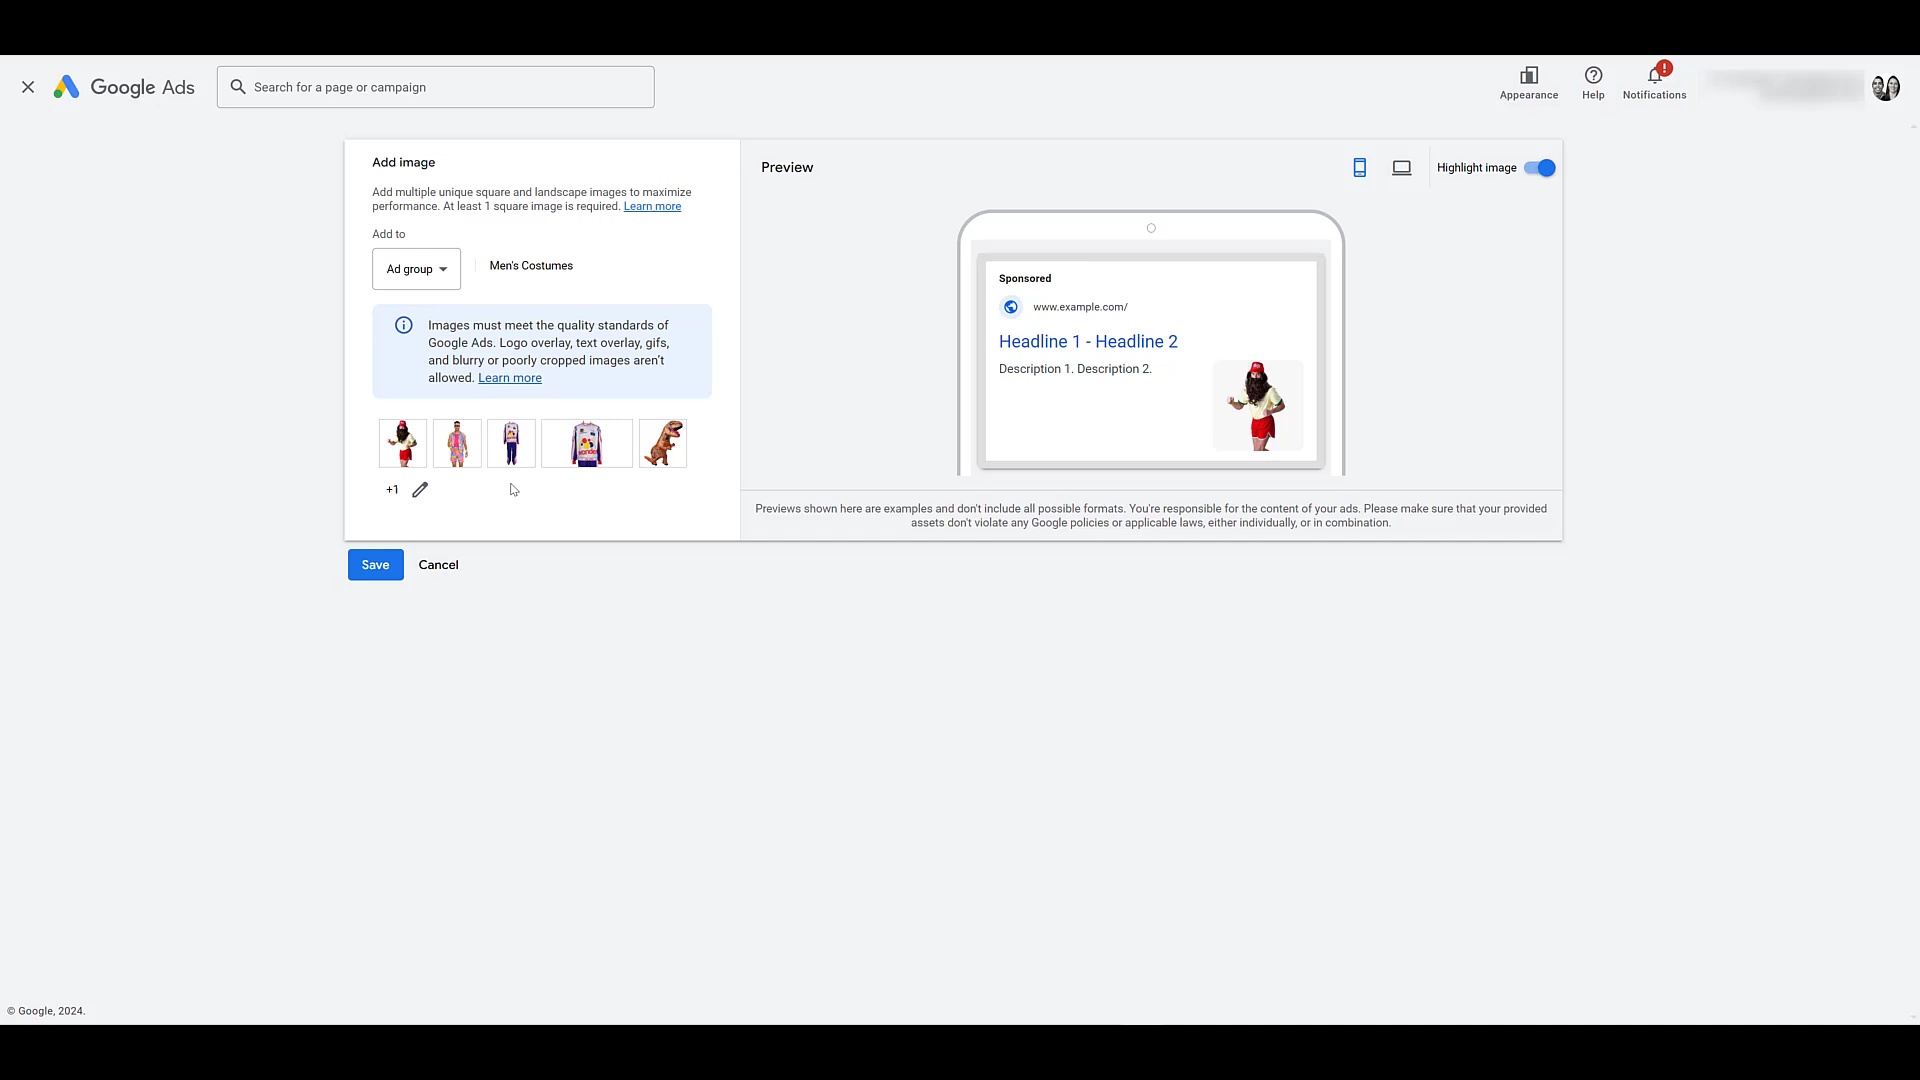 Google Ads
Search for a page or campaign
Appearance
Help
!
Notifications
Add image
Add multiple unique square and landscape images to maximize
performance. At least 1 square image is required. Learn more
Add to
Ad group
Men's Costumes
Images must meet the quality standards of
Google Ads. Logo overlay, text overlay, gifs,
and blurry or poorly cropped images aren't
allowed. Learn more
+1
Save
Cancel
Preview
Highlight image
Sponsored
www.example.com/
Headline 1 - Headline 2
Description 1. Description 2.
Previews shown here are examples and don't include all possible formats. You're responsible for the content of your ads. Please make sure that your provided
assets don't violate any Google policies or applicable laws, either individually, or in combination.
© Google, 2024.